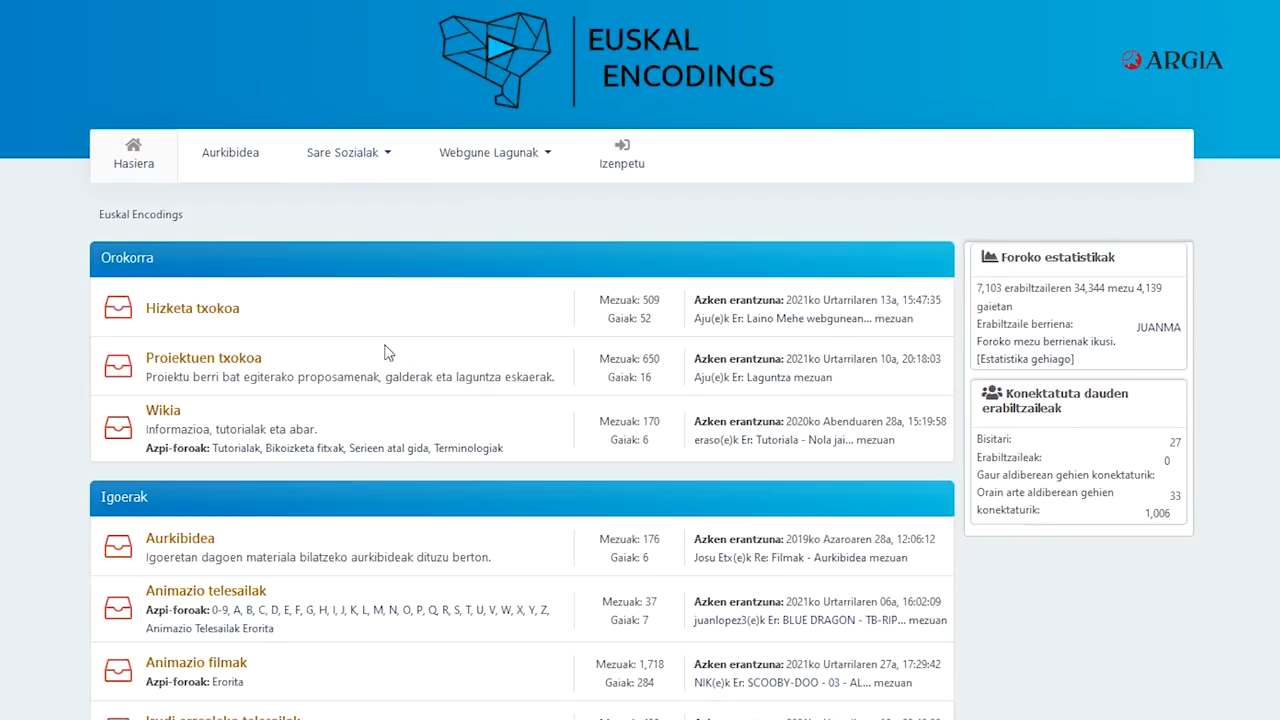 EUSKAL
ENCODINGS
ARGIA
Hasiera
Aurkibidea
Sare Sozialak
Webgune Lagunak
Izenpetu
Euskal Encodings
Orokorra
Hizketa txokoa
Mezuak: 509
Gaiak: 52
Azken erantzuna: 2021ko Urtarrilaren 13a, 15:47:35
Aju(e)k Er: Laino Mehe webgunean... mezuan
Proiektuen txokoa
Proiektu berri bat egiterako proposamenak, galderak eta laguntza eskaerak.
Mezuak: 650
Gaiak: 16
Azken erantzuna: 2021ko Urtarrilaren 10a, 20:18:03
Aju(e)k Er: Laguntza mezuan
Wikia
Informazioa, tutorialak eta abar.
Azpi-foroak: Tutorialak, Bikoizketa fitxak, Serieen atal gida, Terminologiak
Mezuak: 170
Gaiak: 6
Azken erantzuna: 2020ko Abenduaren 28a, 15:19:58
eraso(e)k Er: Tutoriala - Nola jai... mezuan
Igoerak
Aurkibidea
Igoeretan dagoen materiala bilatzeko aurkibideak dituzu berton.
Mezuak: 176
Gaiak: 6
Azken erantzuna: 2019ko Azaroaren 28a, 12:06:12
Josu Etx(e)k Re: Filmak - Aurkibidea mezuan
Animazio telesailak
Azpi-foroak: 0-9, A, B, C, D, E, F, G, H, I, J, K, L, M, N, O, P, Q, R, S, T, U, V, W, X, Y, Z,
Animazio Telesailak Erorita
Mezuak: 37
Gaiak: 7
Azken erantzuna: 2021ko Urtarrilaren 06a, 16:02:09
juanlopez3(e)k Er: BLUE DRAGON - TB-RIP... mezuan
Animazio filmak
Azpi-foroak: Erorita
Mezuak: 1,718
Gaiak: 284
Azken erantzuna: 2021ko Urtarrilaren 27a, 17:29:42
NIK(e)k Er: SCOOBY-DOO - 03 - AL... mezuan
Foroko estatistikak
7,103 erabiltzaileren 34,344 mezu 4,139
gaietan
Erabiltzaile berriena: JUANMA
Foroko mezu berrienak ikusi.
[Estatistika gehiago]
Konektatuta dauden
erabiltzaileak
Bisitari: 27
Erabiltzaileak: 0
Gaur aldiberean gehien konektaturik:
33
Orain arte aldiberean gehien
konektaturik: 1,006